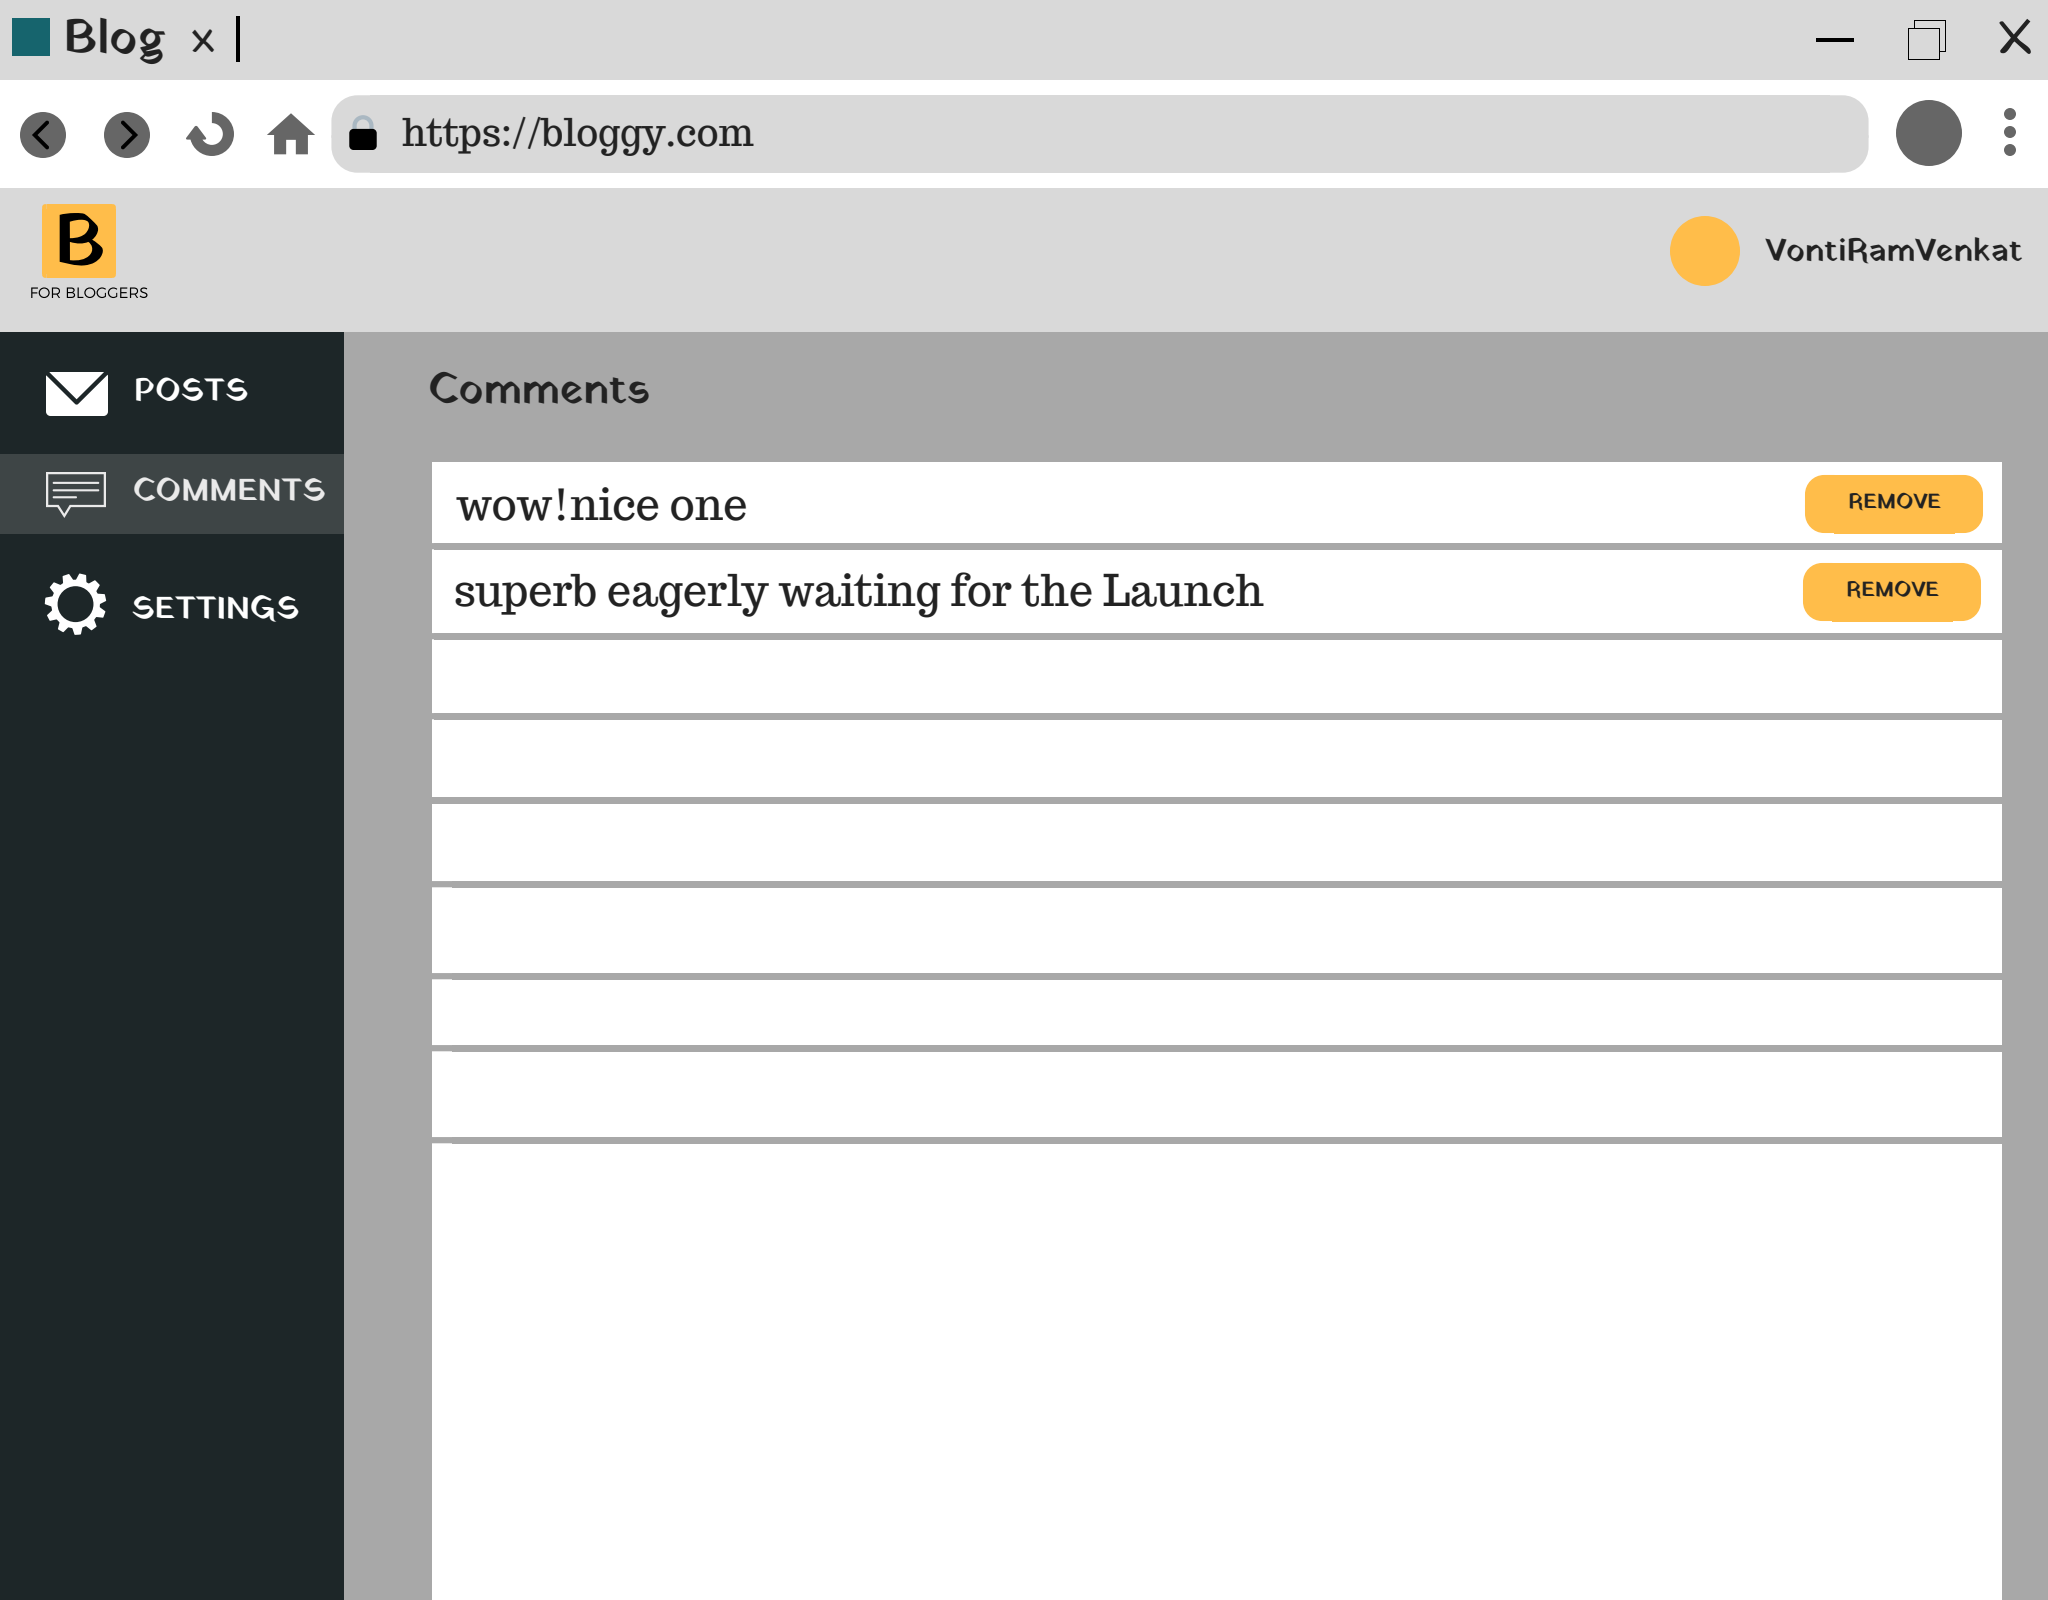 Blog x
https://bloggy.com
B
FOR BLOGGERS
VontiRamVenkat
POSTS
COMMENTS
SETTINGS
Comments
wow!nice one
REMOVE
superb eagerly waiting for the Launch
REMOVE